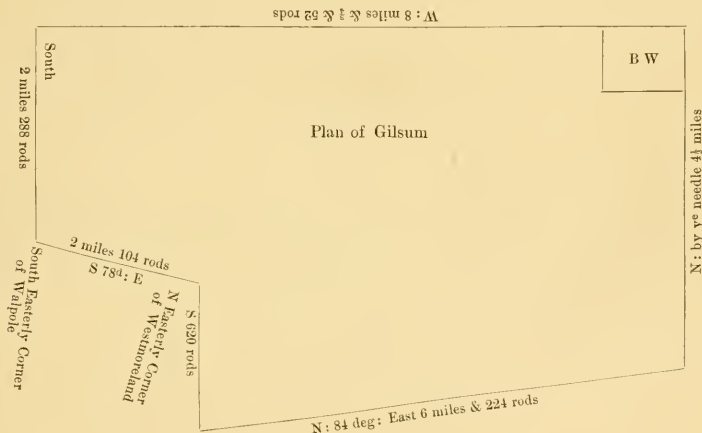 W: 8 miles & ¾ & 52 rods
South
2 miles 288 rods
B W
Plan of Gilsum
N: by yᵉ needle 4½ miles
2 miles 104 rods
S 78ᵈ: E
South Easterly Corner
of Walpole
N Easterly Corner
of Westmoreland
S 620 rods
N: 84 deg: East 6 miles & 224 rods